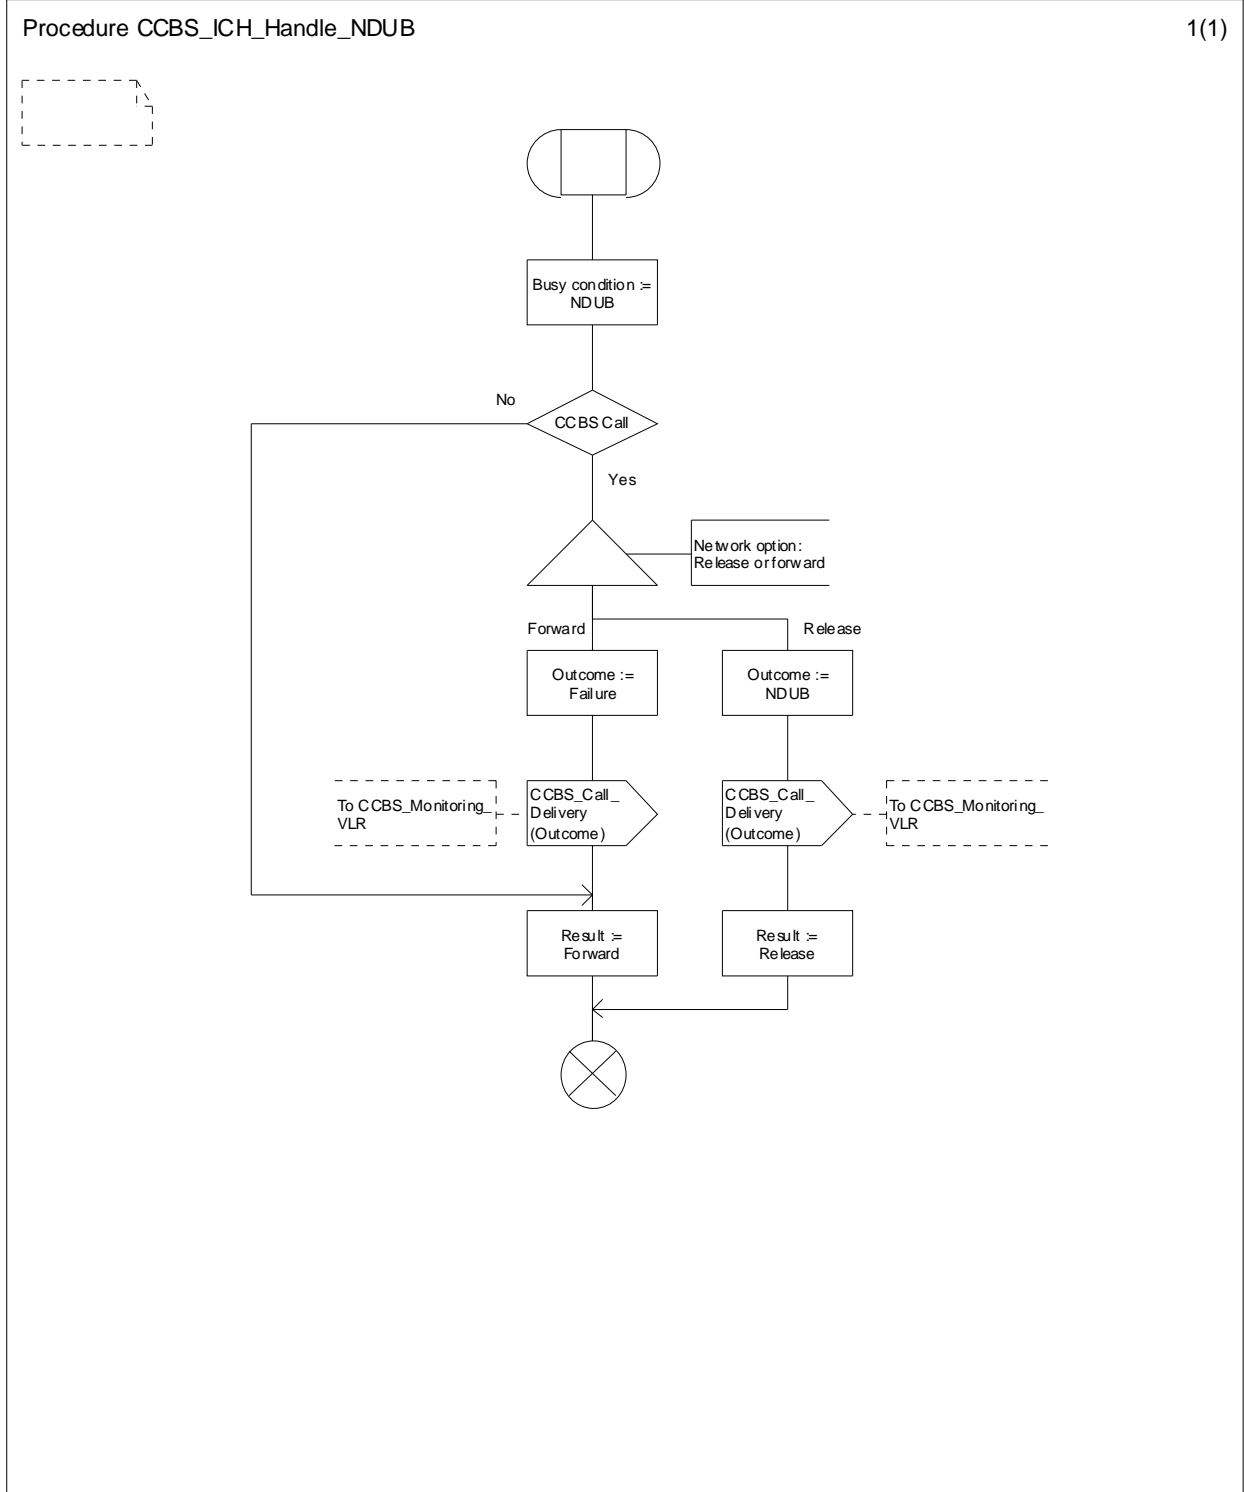 Procedure CCBS_ICH_Handle_NDUB
1(1)
Busy condition :=
NDUB
No
CCBS Call
Yes
Network option:
Release or forward
Forward
Release
Outcome :=
Failure
Outcome :=
NDUB
To CCBS_Monitoring_
VLR
CCBS_Call_
Delivery
(Outcome)
CCBS_Call_
Delivery
(Outcome)
To CCBS_Monitoring_
VLR
Result :=
Forward
Result :=
Release